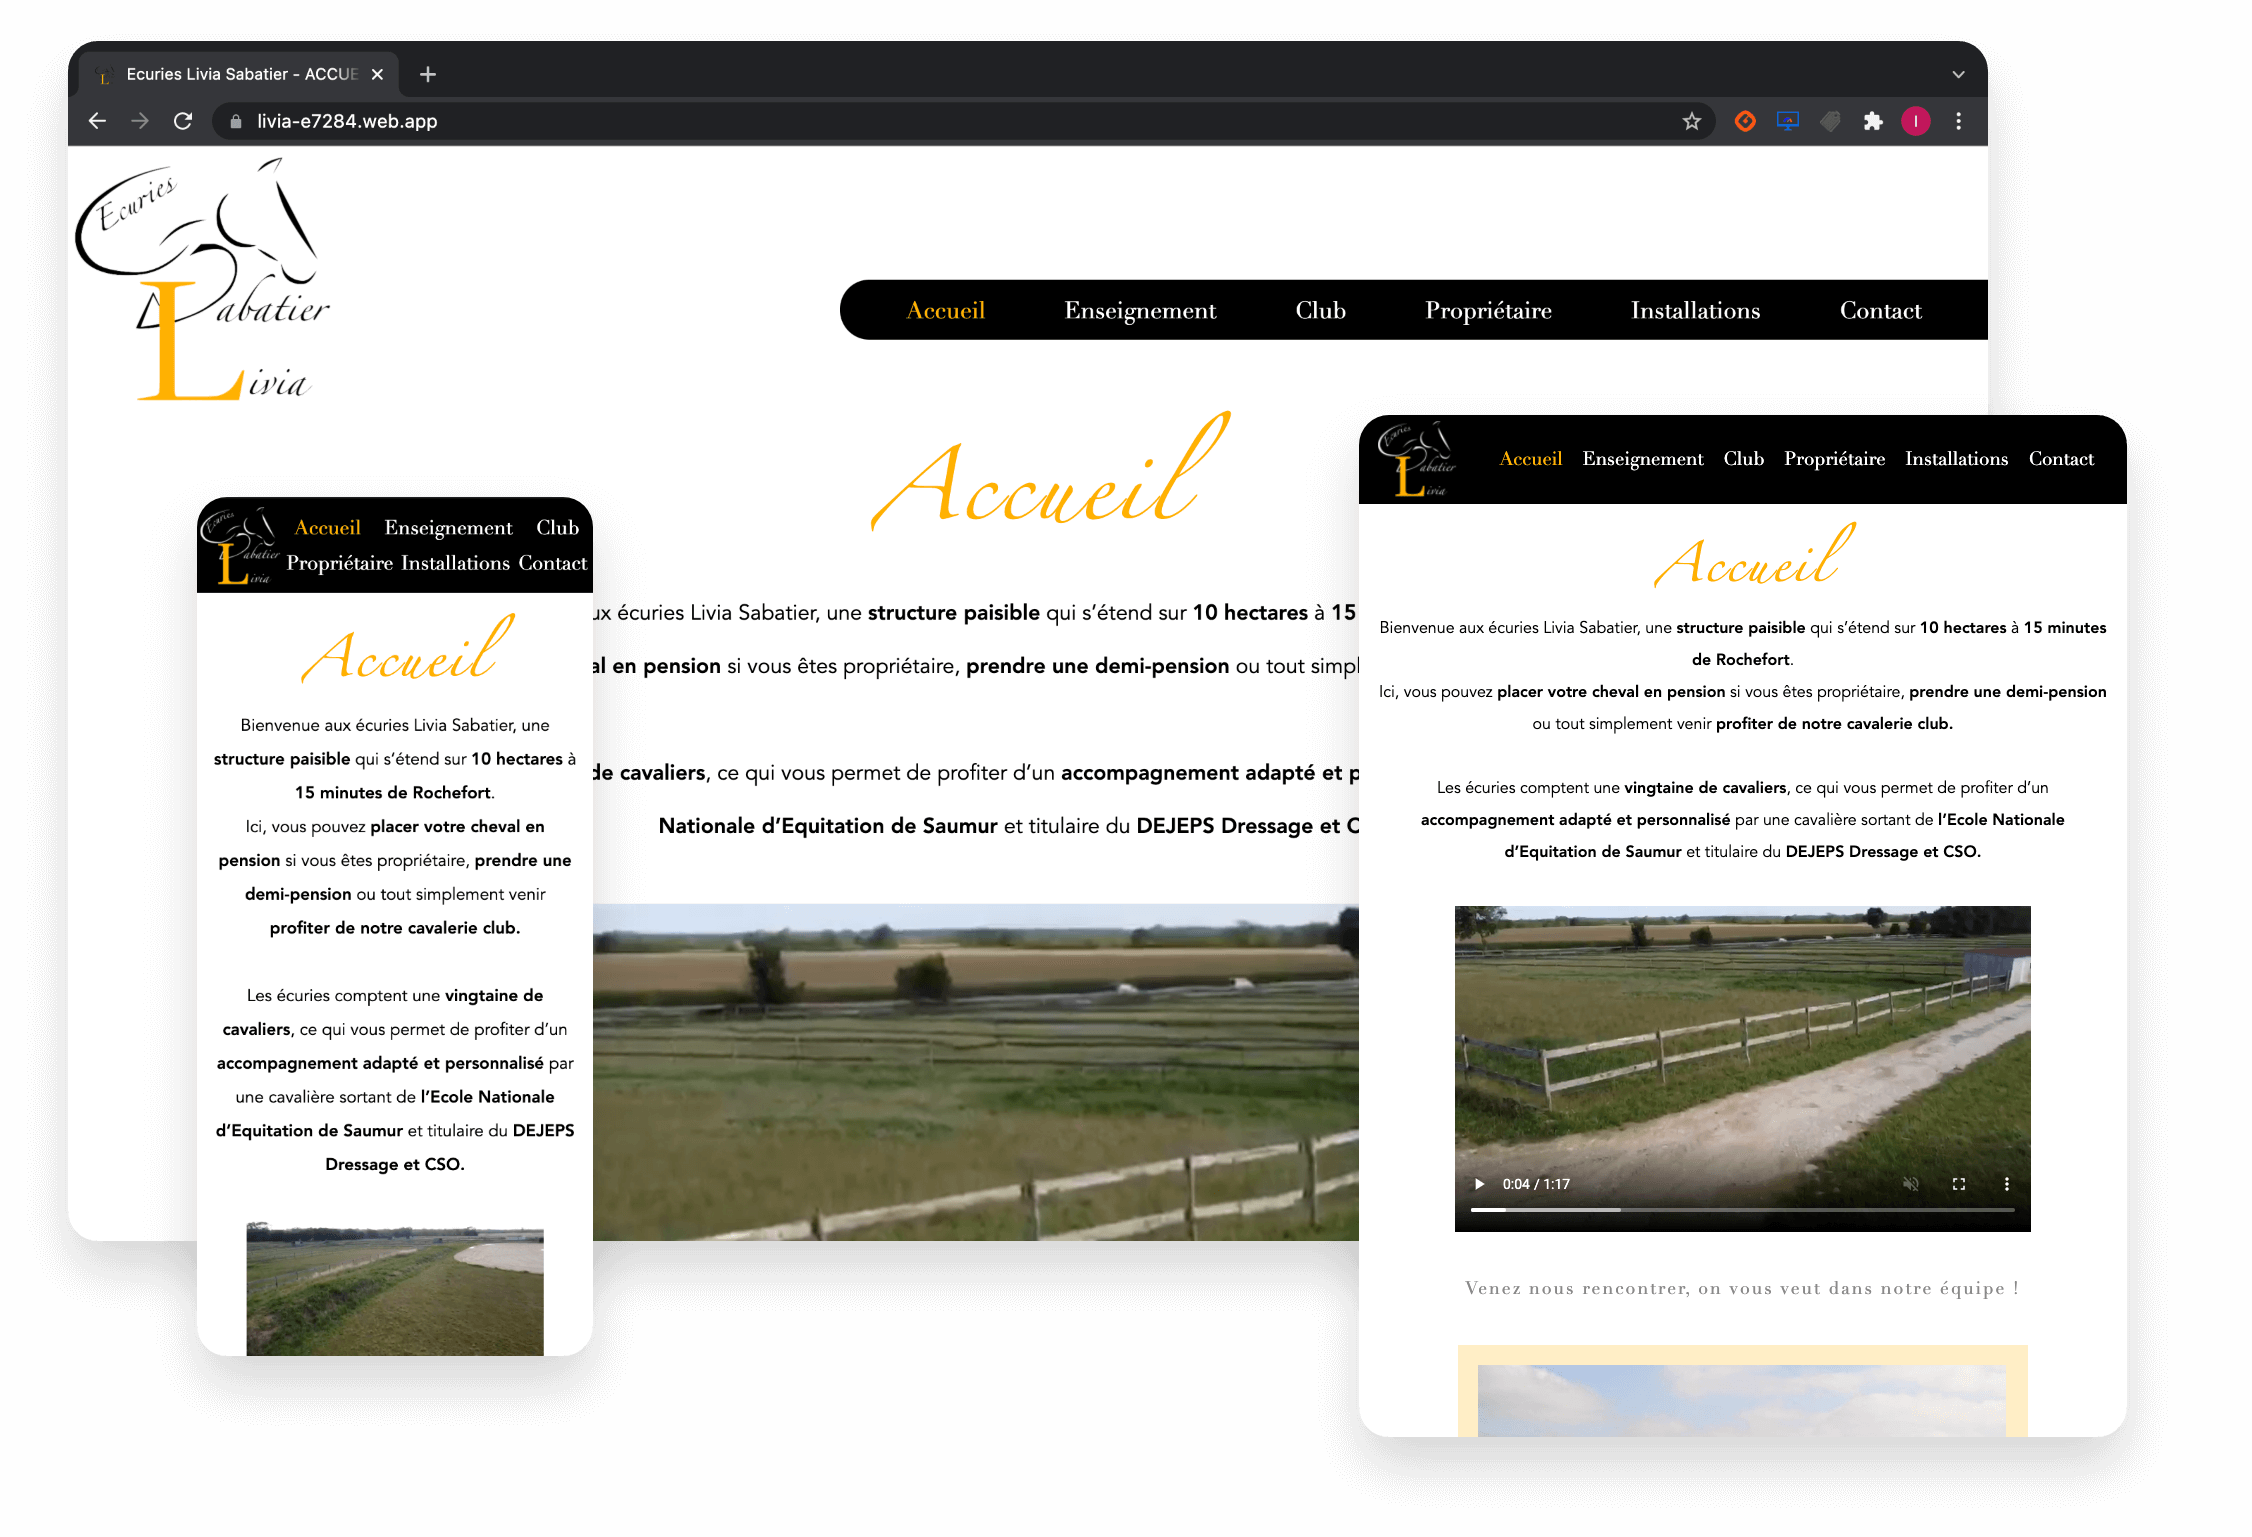 Ecuries Livia Sabatier - ACCUE
livia-e7284.web.app
I
Ecuries
Sabatier
Livia
Accueil Enseignement Club Propriétaire Installations Contact
Accueil
ux écuries Livia Sabatier, une structure paisible qui s’étend sur 10 hectares à 15
al en pension si vous êtes propriétaire, prendre une demi-pension ou tout simpl
de cavaliers, ce qui vous permet de profiter d’un accompagnement adapté et p
Nationale d’Equitation de Saumur et titulaire du DEJEPS Dressage et C
Ecuries
Sabatier
Livia
Accueil Enseignement Club
Propriétaire Installations Contact
Accueil
Bienvenue aux écuries Livia Sabatier, une
structure paisible qui s’étend sur 10 hectares à
15 minutes de Rochefort.
Ici, vous pouvez placer votre cheval en
pension si vous êtes propriétaire, prendre une
demi-pension ou tout simplement venir
profiter de notre cavalerie club.
Les écuries comptent une vingtaine de
cavaliers, ce qui vous permet de profiter d’un
accompagnement adapté et personnalisé par
une cavalière sortant de l’Ecole Nationale
d’Equitation de Saumur et titulaire du DEJEPS
Dressage et CSO.
Ecuries
Sabatier
Livia
Accueil Enseignement Club Propriétaire Installations Contact
Accueil
Bienvenue aux écuries Livia Sabatier, une structure paisible qui s’étend sur 10 hectares à 15 minutes
de Rochefort.
Ici, vous pouvez placer votre cheval en pension si vous êtes propriétaire, prendre une demi-pension
ou tout simplement venir profiter de notre cavalerie club.
Les écuries comptent une vingtaine de cavaliers, ce qui vous permet de profiter d’un
accompagnement adapté et personnalisé par une cavalière sortant de l’Ecole Nationale
d’Equitation de Saumur et titulaire du DEJEPS Dressage et CSO.
0:04 / 1:17
Venez nous rencontrer, on vous veut dans notre équipe !